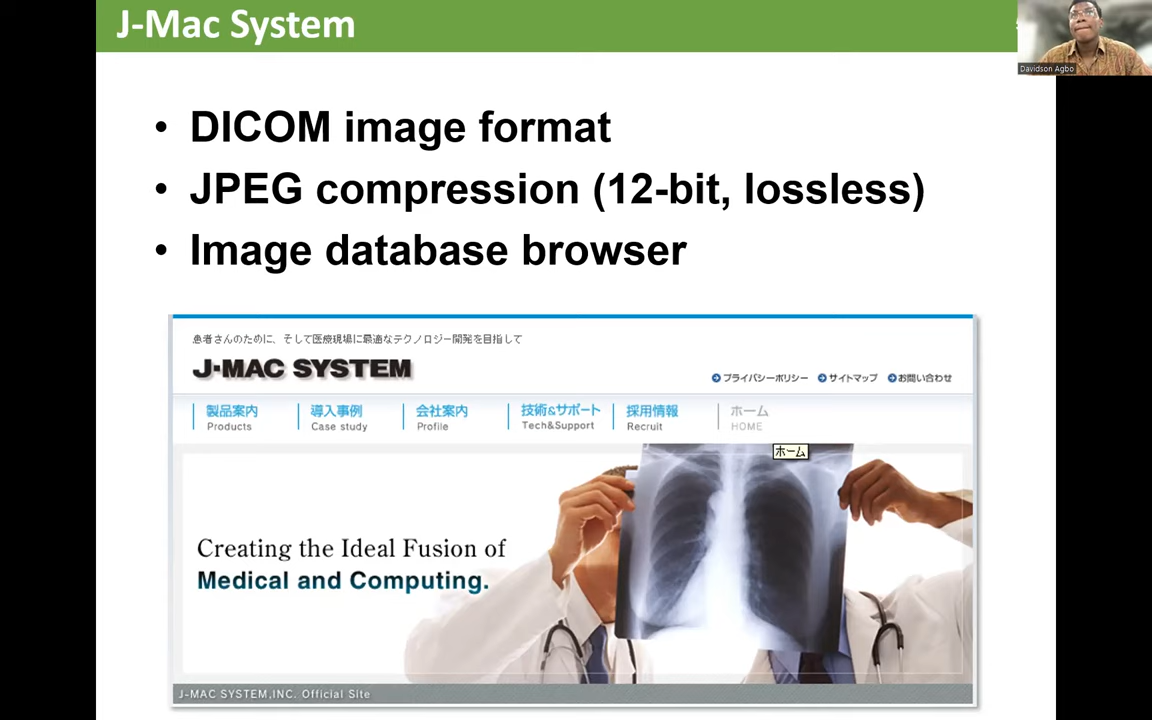 J-Mac System
Davidson Agbo
• DICOM image format
• JPEG compression (12-bit, lossless)
• Image database browser
患者さんのために、そして医療現場に最適なテクノロジー開発を目指して
J-MAC SYSTEM
プライバシーポリシー サイトマップ お問い合わせ
製品案内 導入事例 会社案内 技術&サポート 採用情報 ホーム
Products Case study Profile Tech&Support Recruit HOME
ホーム
Creating the Ideal Fusion of
Medical and Computing.
J-MAC SYSTEM,INC. Official Site